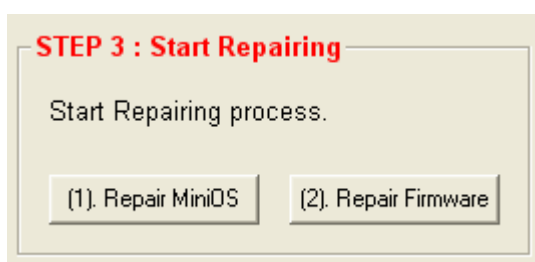 STEP 3 : Start Repairing
Start Repairing process.
(1). Repair MiniOS
(2). Repair Firmware